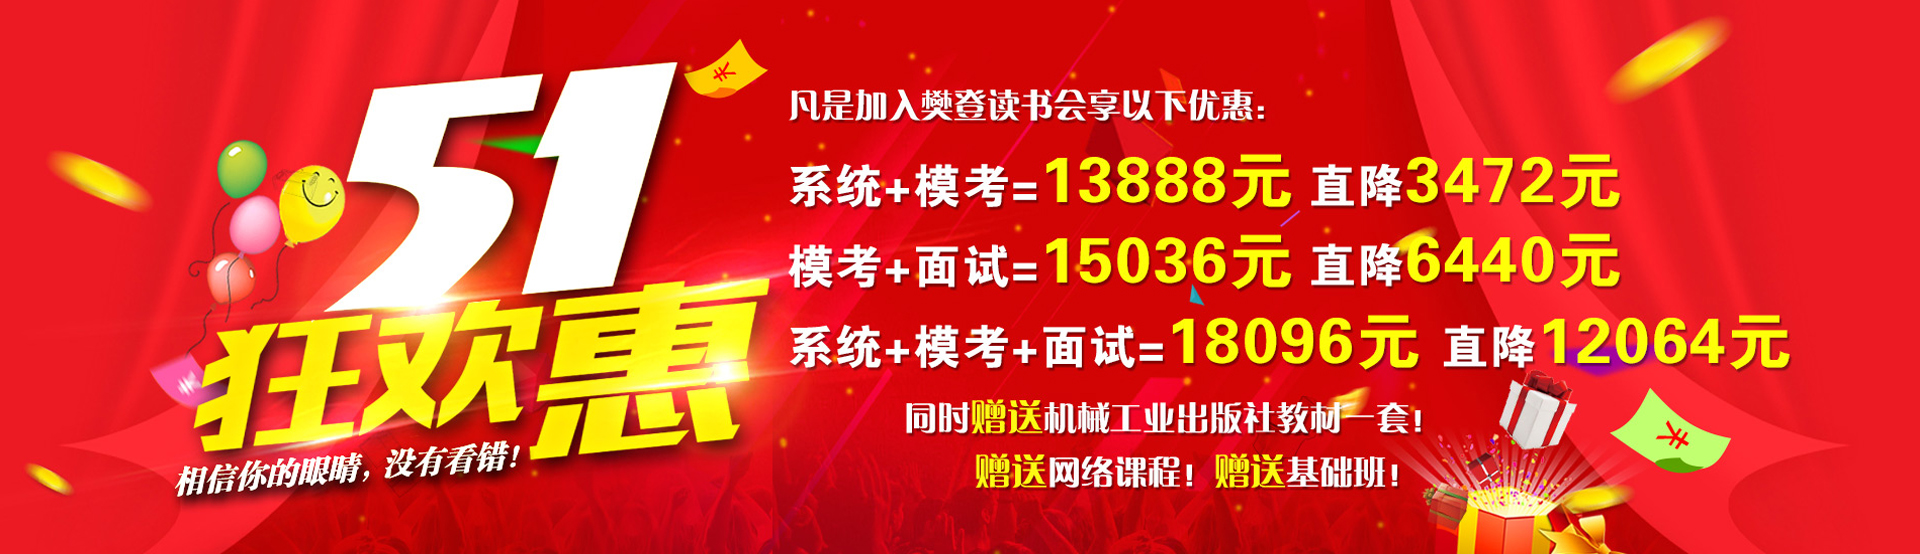 51
狂欢惠
相信你的眼睛，没有看错！
凡是加入樊登读书会享以下优惠：
系统+模考=13888元 直降3472元
模考+面试=15036元 直降6440元
系统+模考+面试=18096元 直降12064元
同时赠送机械工业出版社教材一套！
赠送网络课程！赠送基础班！